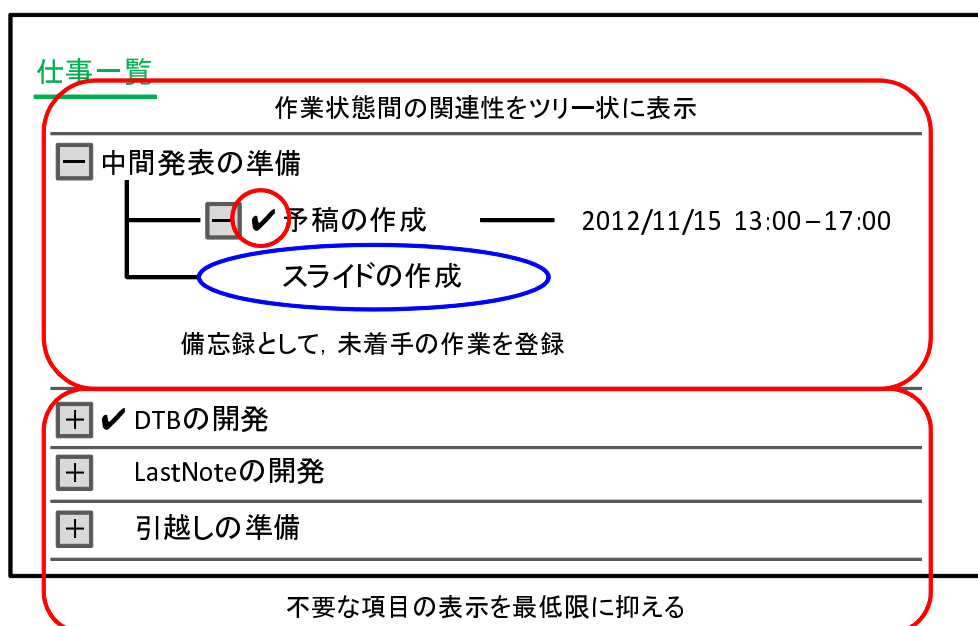 仕事一覧
作業状態間の関連性をツリー状に表示
中間発表の準備
✔予稿の作成 2012/11/15 13:00−17:00
スライドの作成
備忘録として, 未着手の作業を登録
✔ DTBの開発
LastNoteの開発
引越しの準備
不要な項目の表示を最低限に抑える